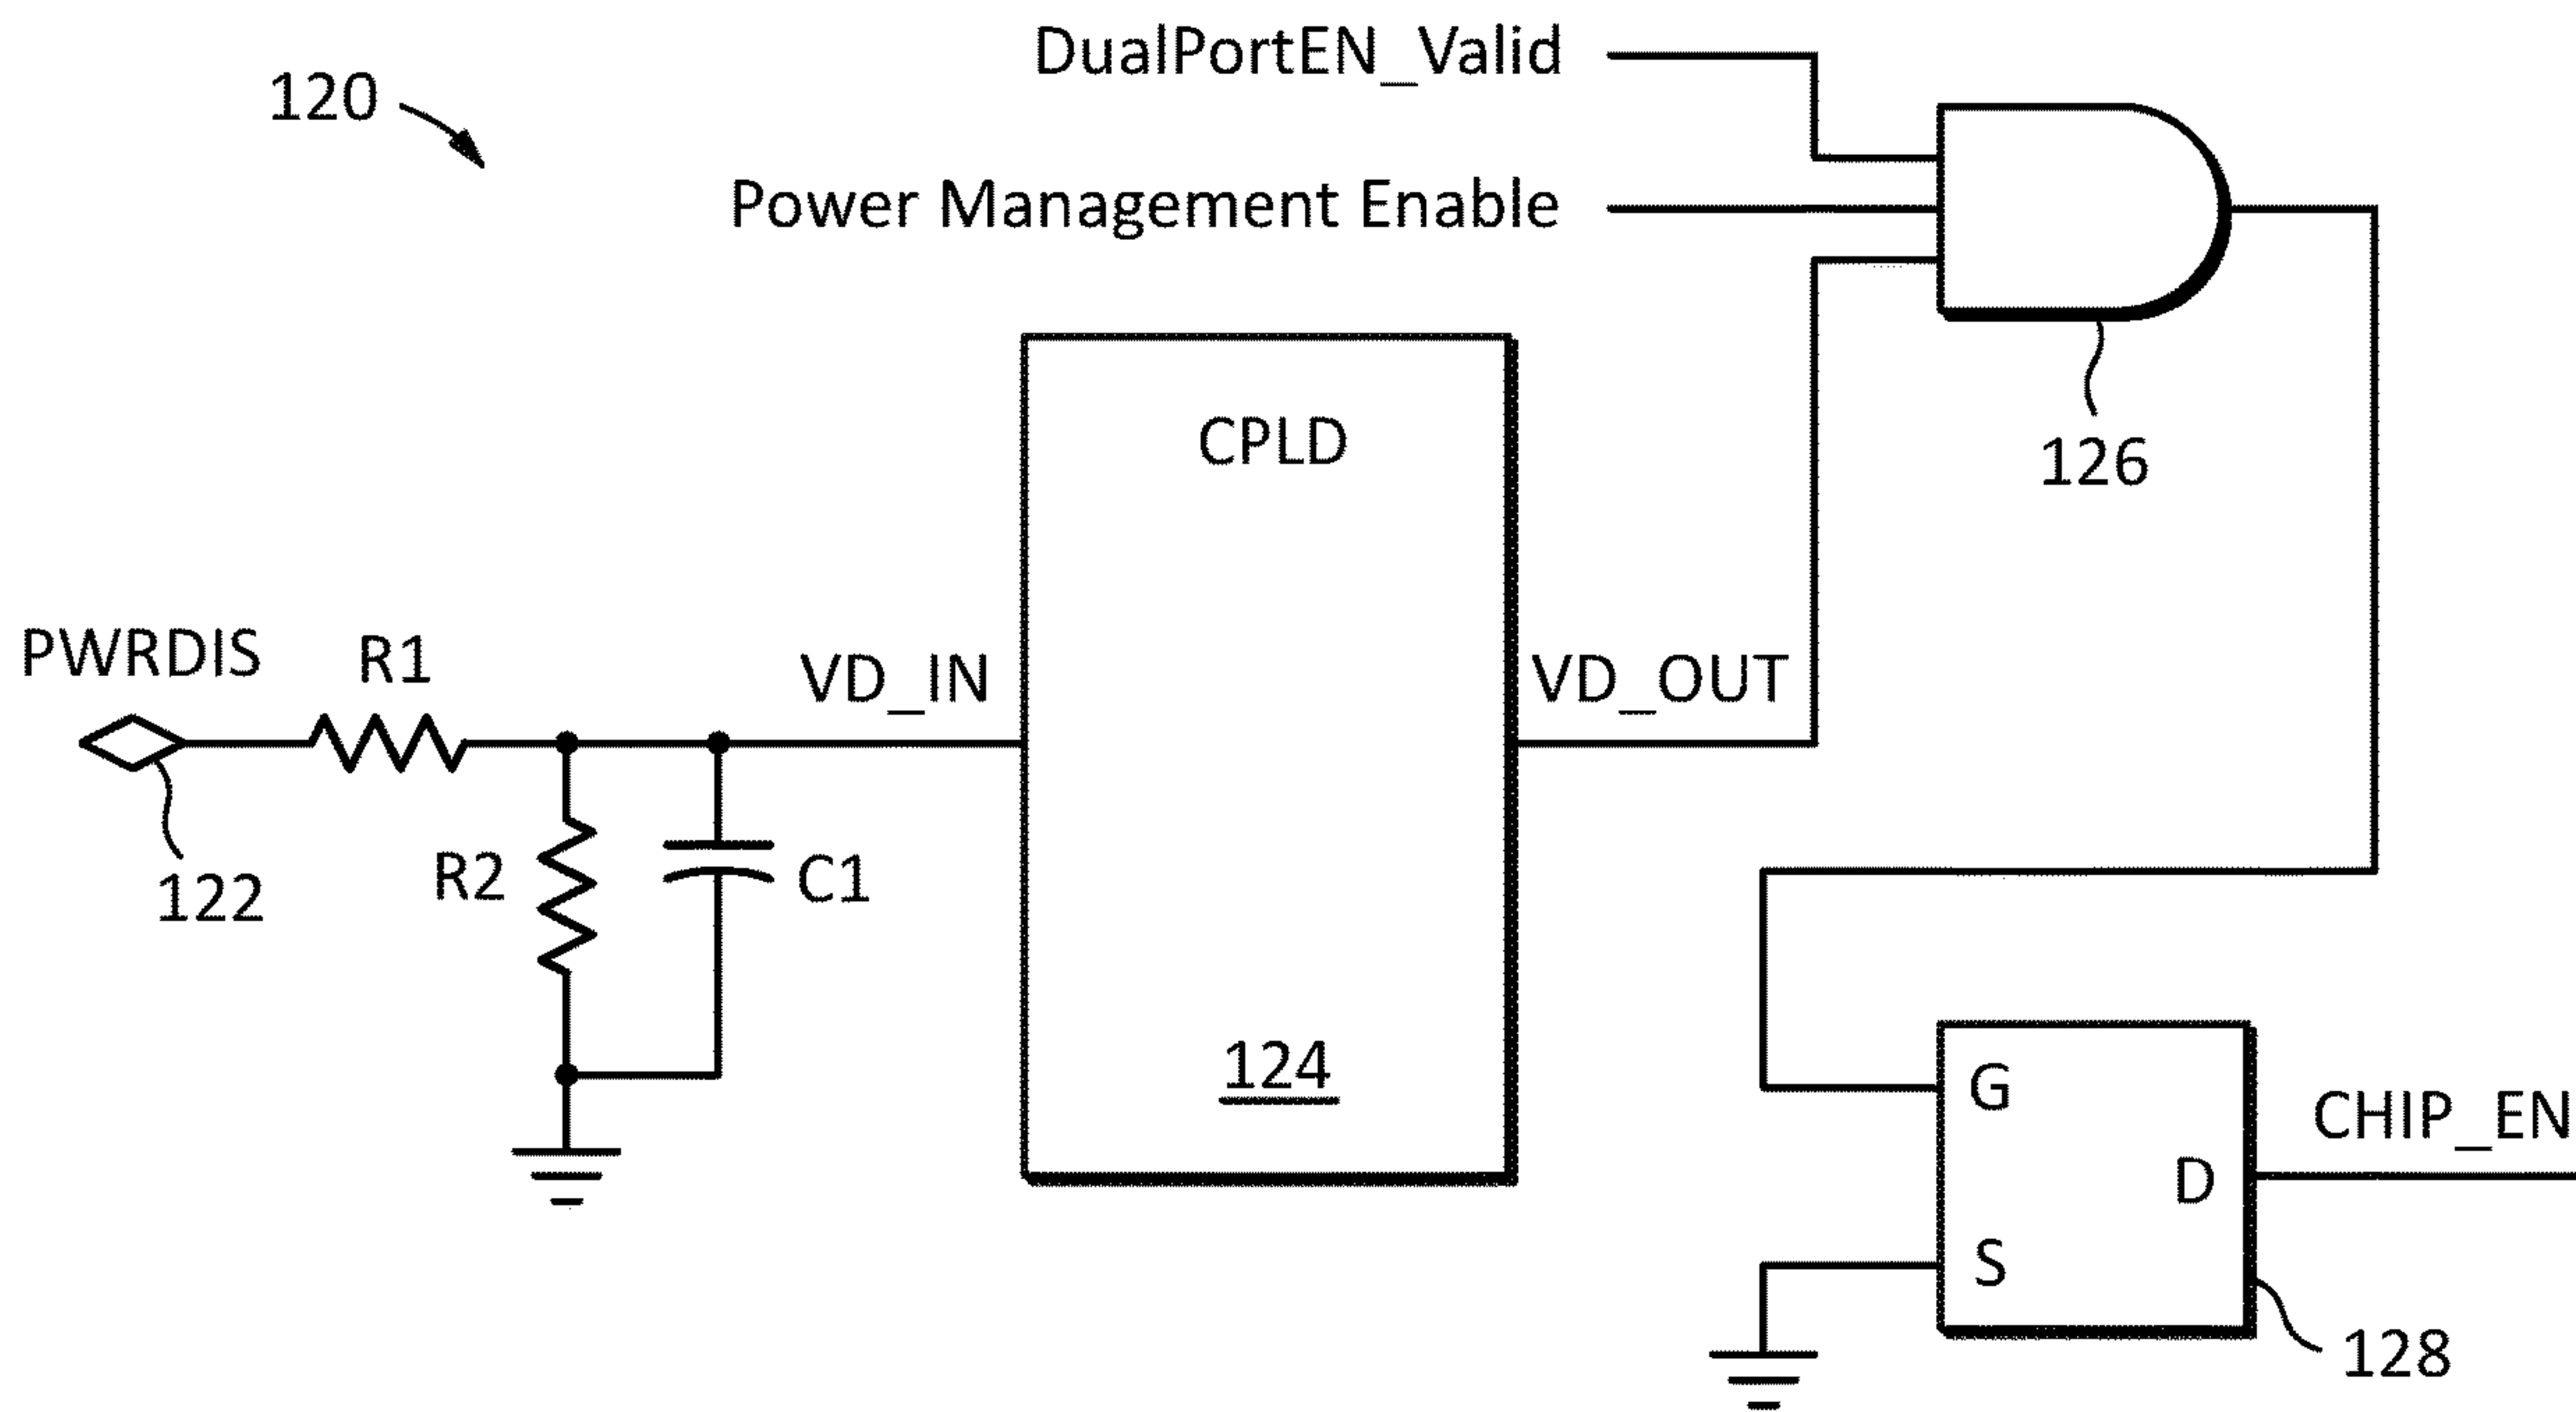 DualPortEN_Valid
120
Power Management Enable
CPLD
126
PWRDIS
R1
VD_IN
VD_OUT
R2
C1
122
124
G
CHIP_EN
D
S
128